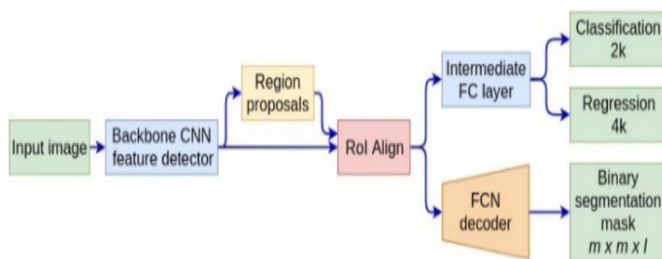 Input image
Backbone CNN
feature detector
Region
proposals
RoI Align
Intermediate
FC layer
Classification
2k
Regression
4k
FCN
decoder
Binary
segmentation
mask
m x m x l